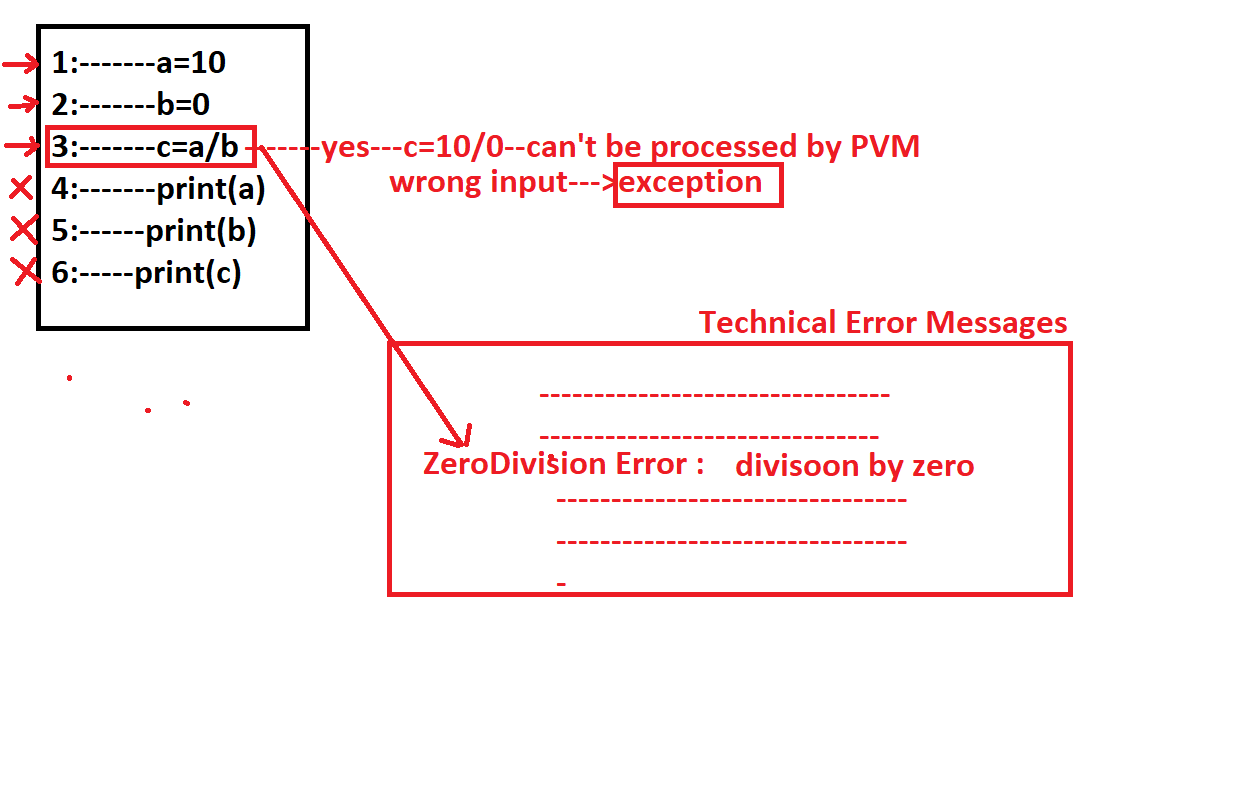 1:-------a=10
2:-------b=0
3:-------c=a/b -------yes---c=10/0--can't be processed by PVM
wrong input--->exception
4:-------print(a)
5:------print(b)
6:-----print(c)
Technical Error Messages
--------------------------------
-------------------------------
ZeroDivision Error : divisoon by zero
--------------------------------
--------------------------------
-